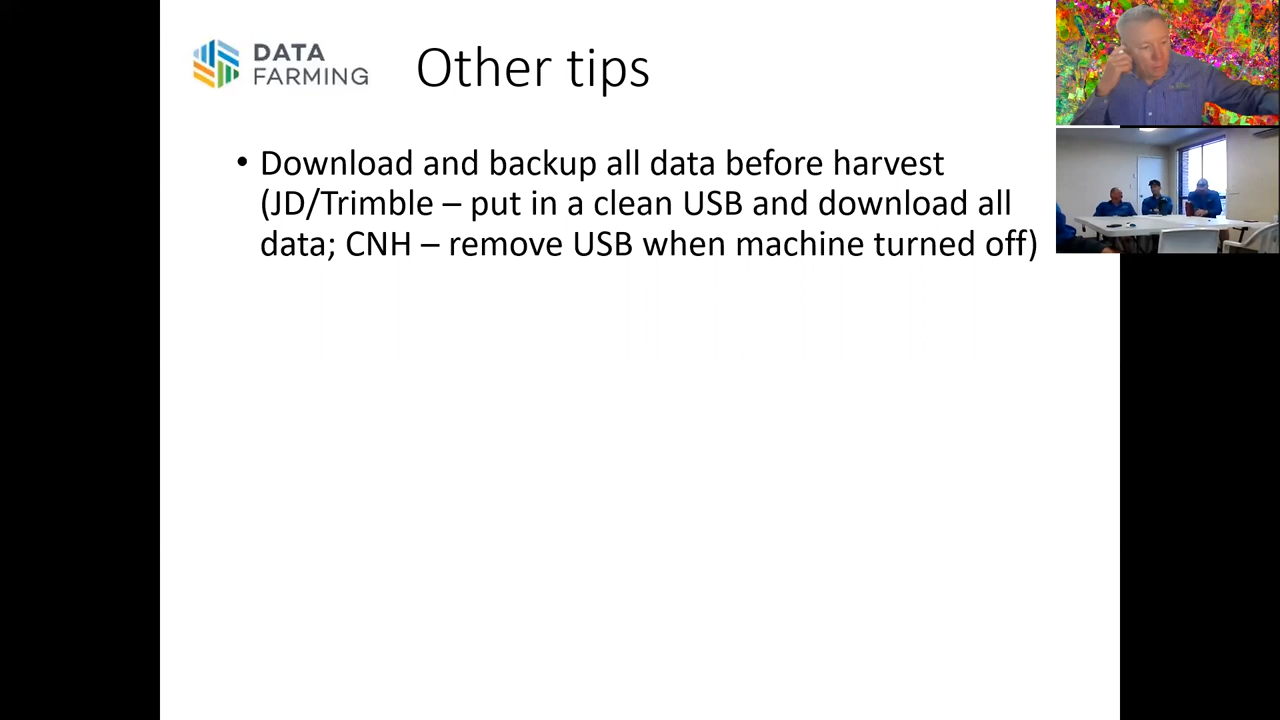 DATA
FARMING
Other tips
• Download and backup all data before harvest
(JD/Trimble – put in a clean USB and download all
data; CNH – remove USB when machine turned off)